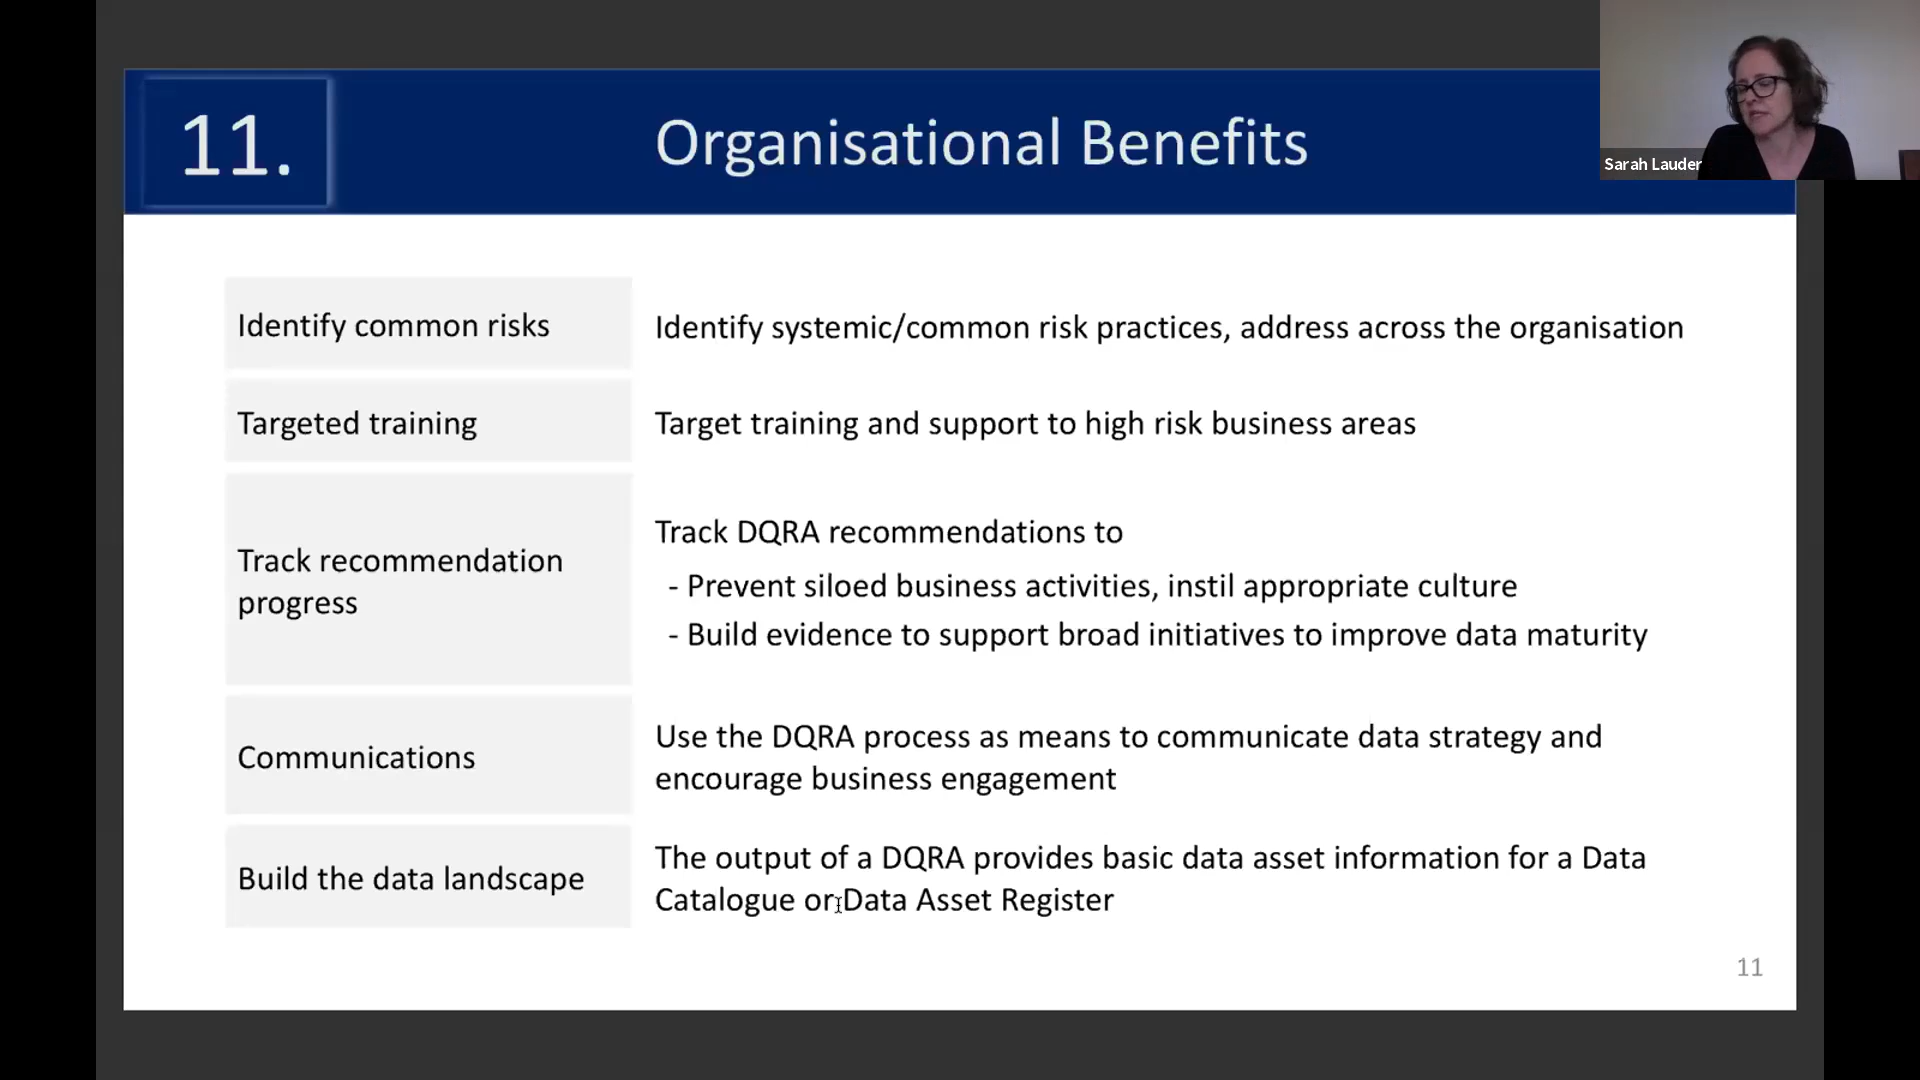 11.
Organisational Benefits
Sarah Lauder
Identify common risks
Identify systemic/common risk practices, address across the organisation
Targeted training
Target training and support to high risk business areas
Track recommendation
progress
Track DQRA recommendations to
- Prevent siloed business activities, instil appropriate culture
- Build evidence to support broad initiatives to improve data maturity
Communications
Use the DQRA process as means to communicate data strategy and
encourage business engagement
Build the data landscape
The output of a DQRA provides basic data asset information for a Data
Catalogue or Data Asset Register
11